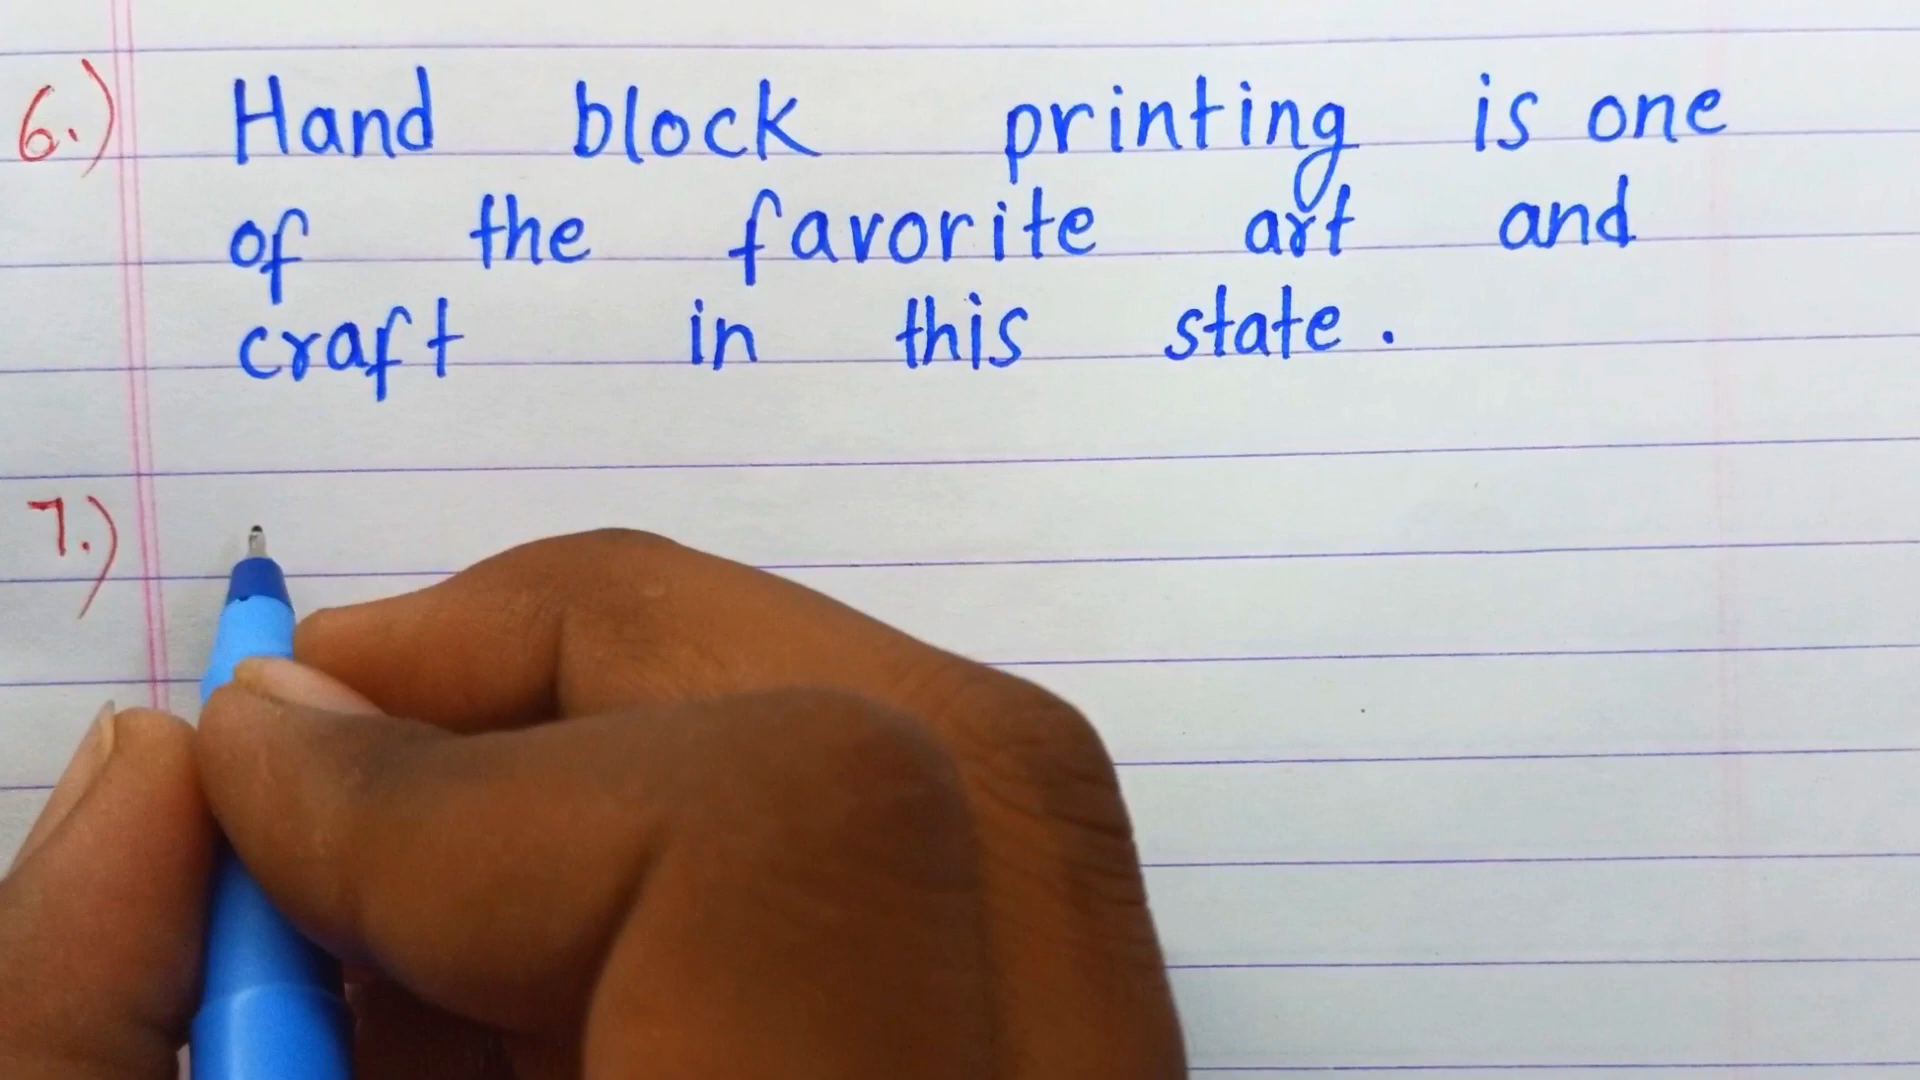 6.) Hand block printing is one
of the favorite art and
craft in this state.
7.)